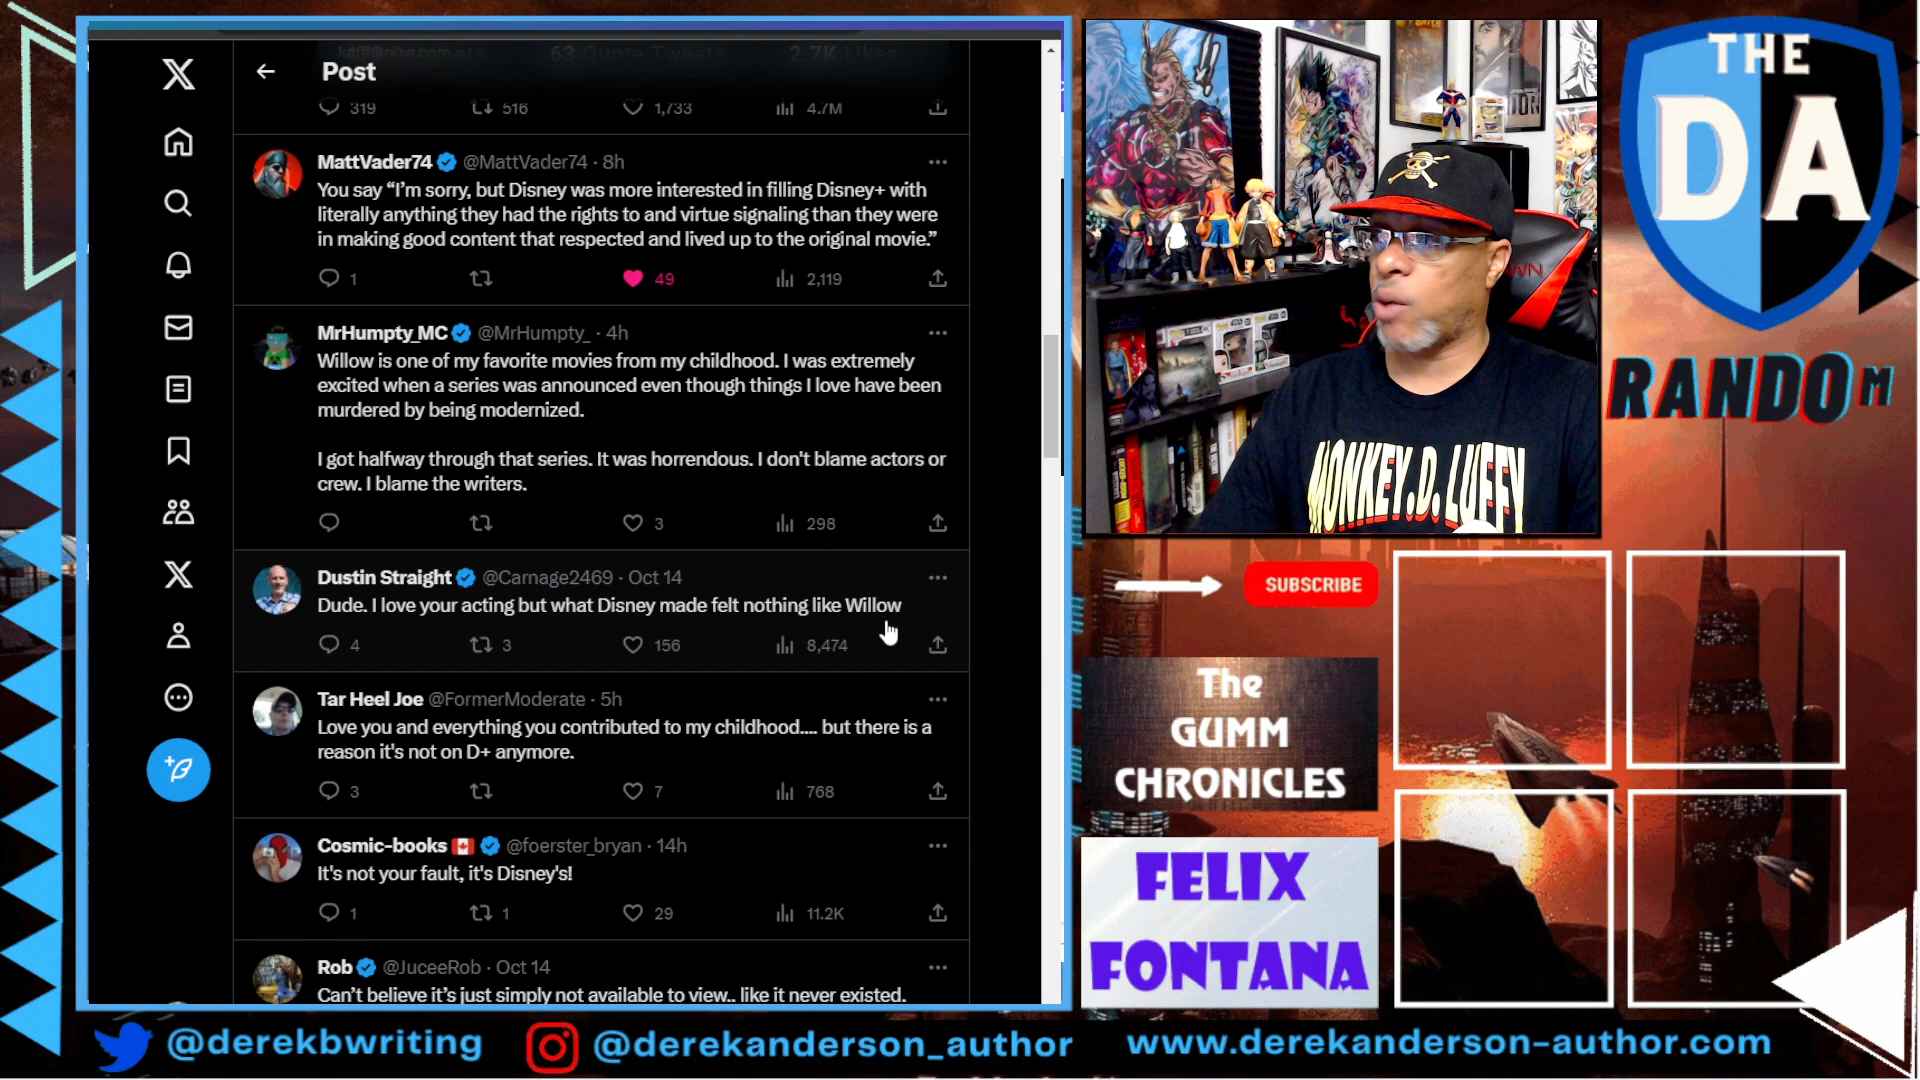 63 Quote Tweets
2.7K Likes
Post
319 516 1,733 4.7M
MattVader74 @MattVader74 · 8h
You say “I’m sorry, but Disney was more interested in filling Disney+ with
literally anything they had the rights to and virtue signaling than they were
in making good content that respected and lived up to the original movie.”
1 49 2,119
MrHumpty_MC @MrHumpty_ · 4h
Willow is one of my favorite movies from my childhood. I was extremely
excited when a series was announced even though things I love have been
murdered by being modernized.
I got halfway through that series. It was horrendous. I don't blame actors or
crew. I blame the writers.
3 298
Dustin Straight @Carnage2469 · Oct 14
Dude. I love your acting but what Disney made felt nothing like Willow
4 3 156 8,474
Tar Heel Joe @FormerModerate · 5h
Love you and everything you contributed to my childhood.... but there is a
reason it's not on D+ anymore.
3 7 768
Cosmic-books @foerster_bryan · 14h
It's not your fault, it's Disney's!
1 1 29 11.2K
Rob @JuceeRob · Oct 14
Can’t believe it’s just simply not available to view.. like it never existed.
MONKEY.D. LUFFY
THE
DA
RANDOM
SUBSCRIBE
The
GUMM
CHRONICLES
FELIX
FONTANA
@derekbwriting
@derekanderson_author
www.derekanderson-author.com